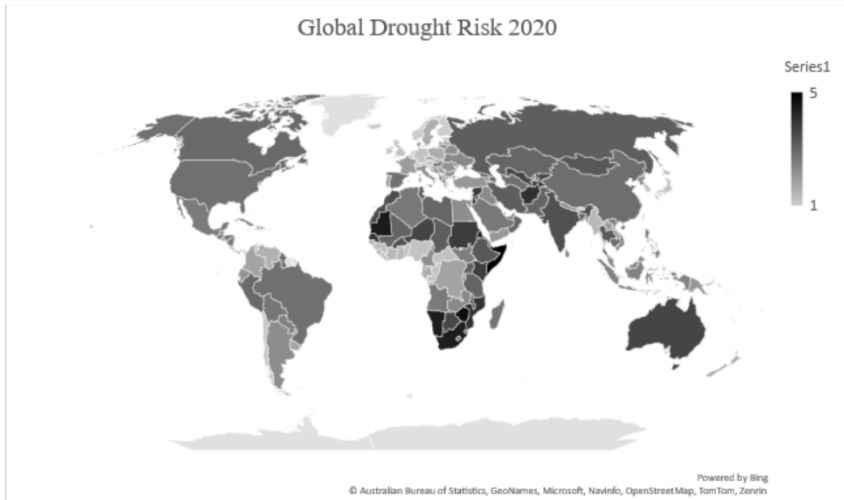 Global Drought Risk 2020
Series1
5
1
Powered by Bing
© Australian Bureau of Statistics, GeoNames, Microsoft, Navinfo, OpenStreetMap, TomTom, Zenrin